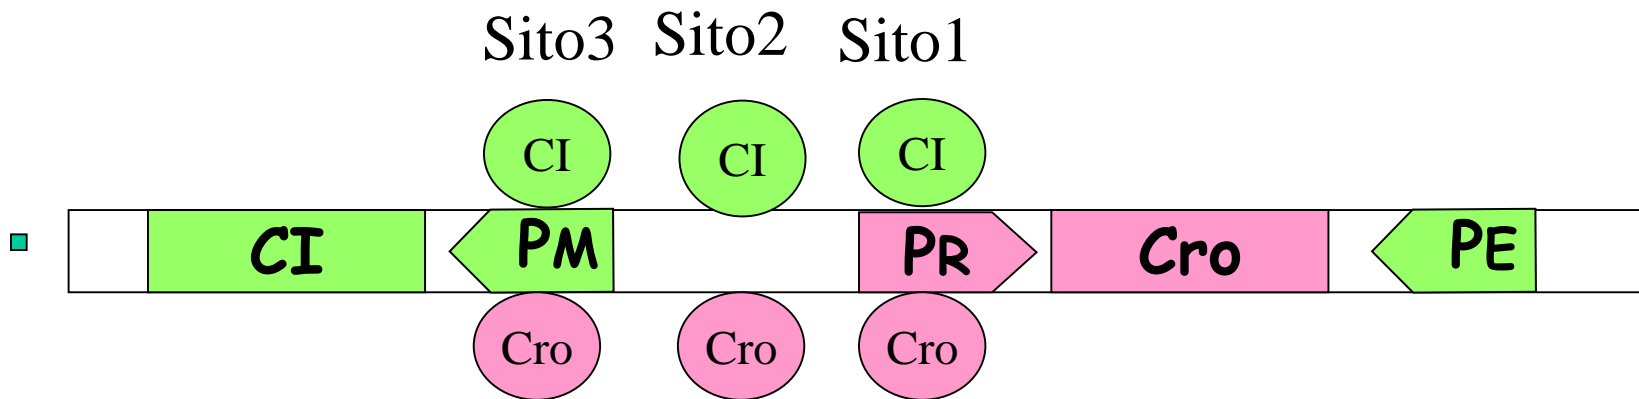 Sito3 Sito2 Sito1
CI CI CI
CI PM PR Cro PE
Cro Cro Cro